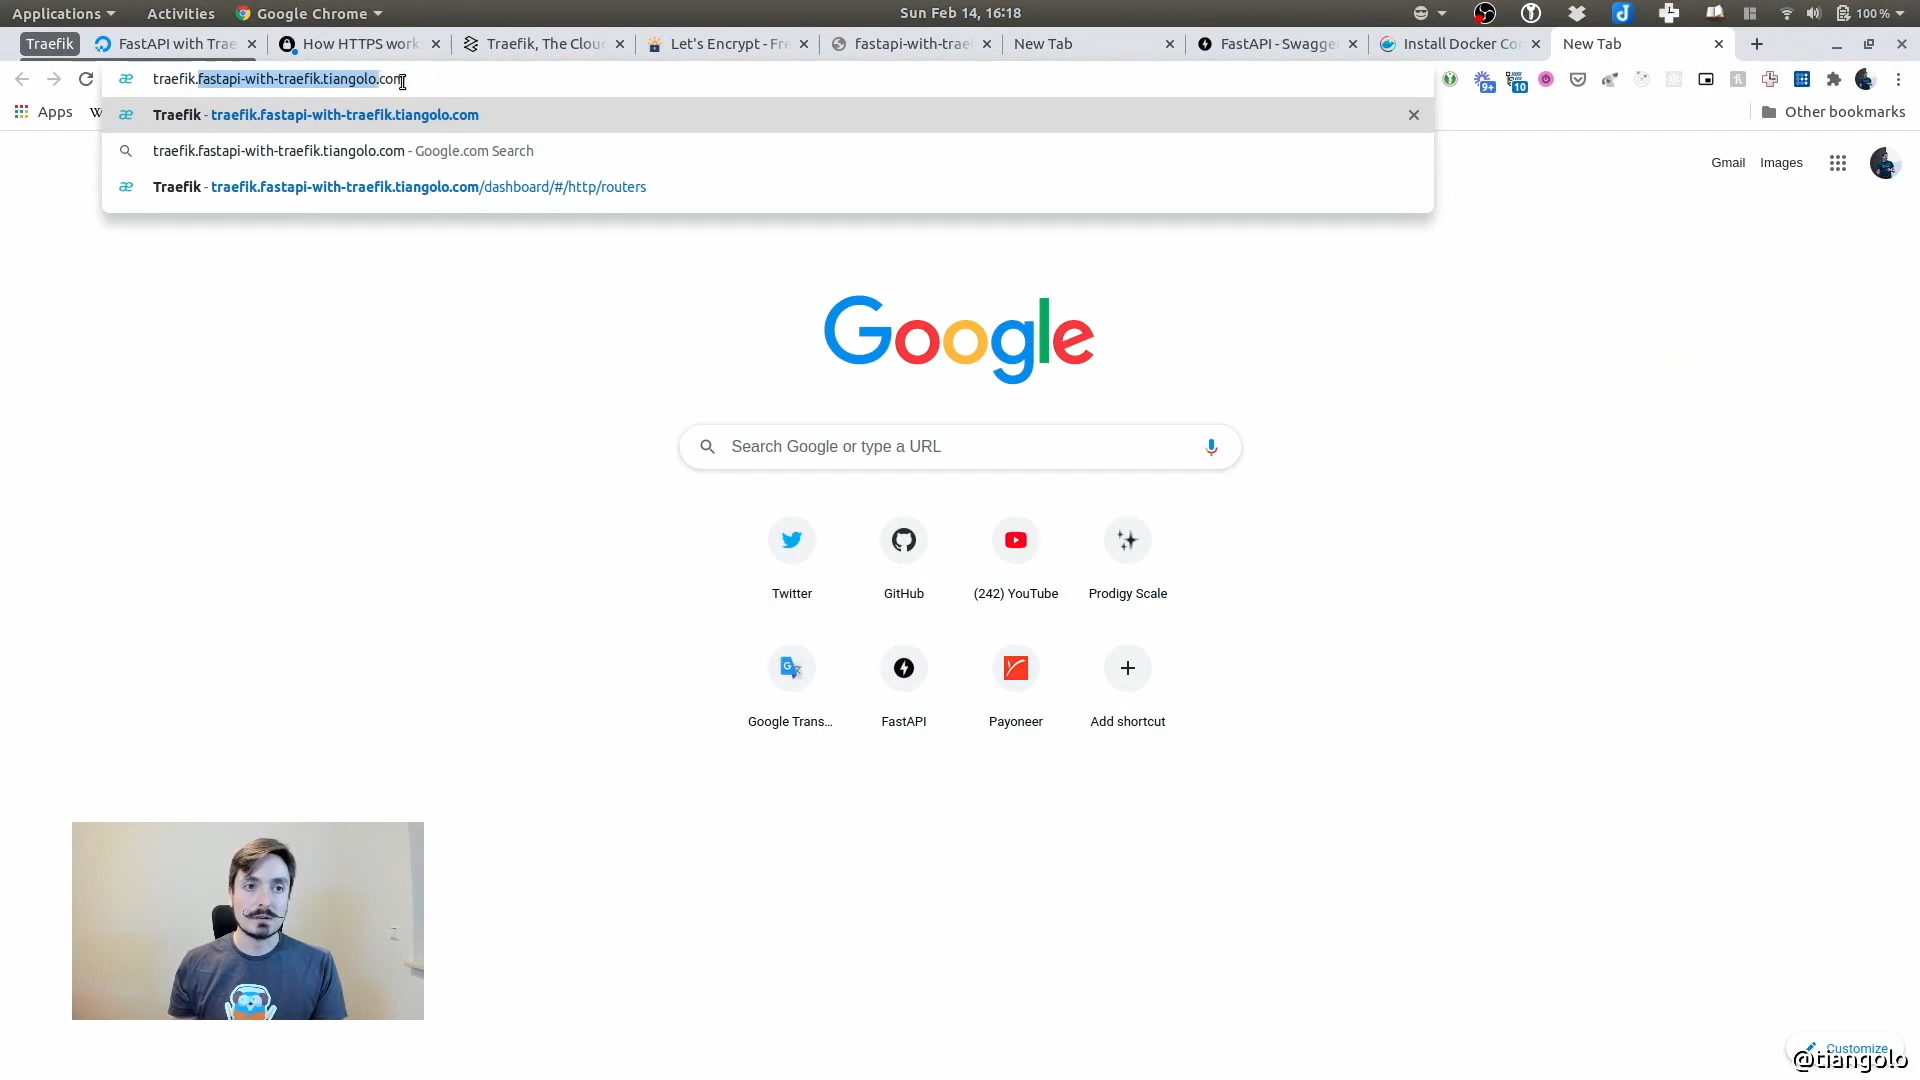 Applications Activities Google Chrome Sun Feb 14, 16:18 100 %
Traefik FastAPI with Trae How HTTPS work Traefik, The Clou Let's Encrypt - Fre fastapi-with-trae New Tab FastAPI - Swagge Install Docker Co New Tab
traefik.fastapi-with-traefik.tiangolo.com 9+ 10
Apps W Other bookmarks
Traefik - traefik.fastapi-with-traefik.tiangolo.com
traefik.fastapi-with-traefik.tiangolo.com - Google.com Search
Traefik - traefik.fastapi-with-traefik.tiangolo.com/dashboard/#/http/routers
Gmail Images
Google
Search Google or type a URL
Twitter GitHub (242) YouTube Prodigy Scale
Google Trans... FastAPI Payoneer Add shortcut
Customize
@tiangolo